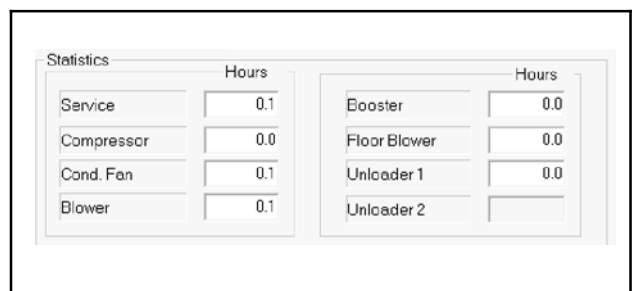 Statistics
Hours
Service 0.1
Compressor 0.0
Cond. Fan 0.1
Blower 0.1
Hours
Booster 0.0
Floor Blower 0.0
Unloader 1 0.0
Unloader 2